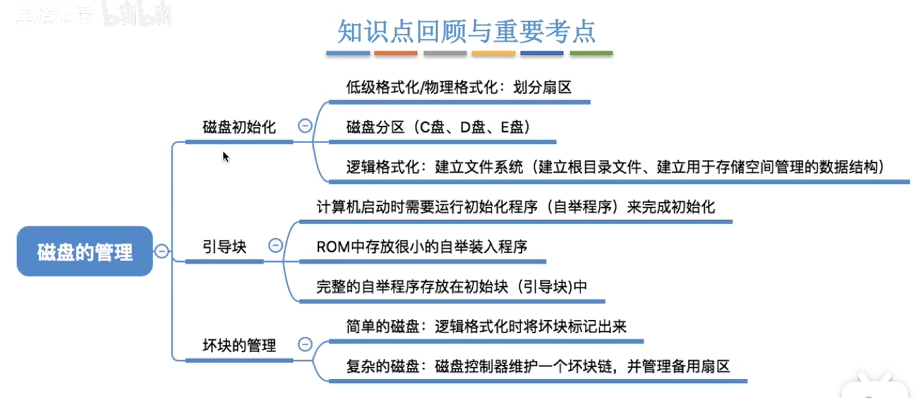 bilibili
知识点回顾与重要考点
低级格式化/物理格式化：划分扇区
磁盘初始化
磁盘分区（C盘、D盘、E盘）
逻辑格式化：建立文件系统（建立根目录文件、建立用于存储空间管理的数据结构）
计算机启动时需要运行初始化程序（自举程序）来完成初始化
磁盘的管理
引导块
ROM中存放很小的自举装入程序
完整的自举程序存放在初始块（引导块)中
坏块的管理
简单的磁盘：逻辑格式化时将坏块标记出来
复杂的磁盘：磁盘控制器维护一个坏块链，并管理备用扇区